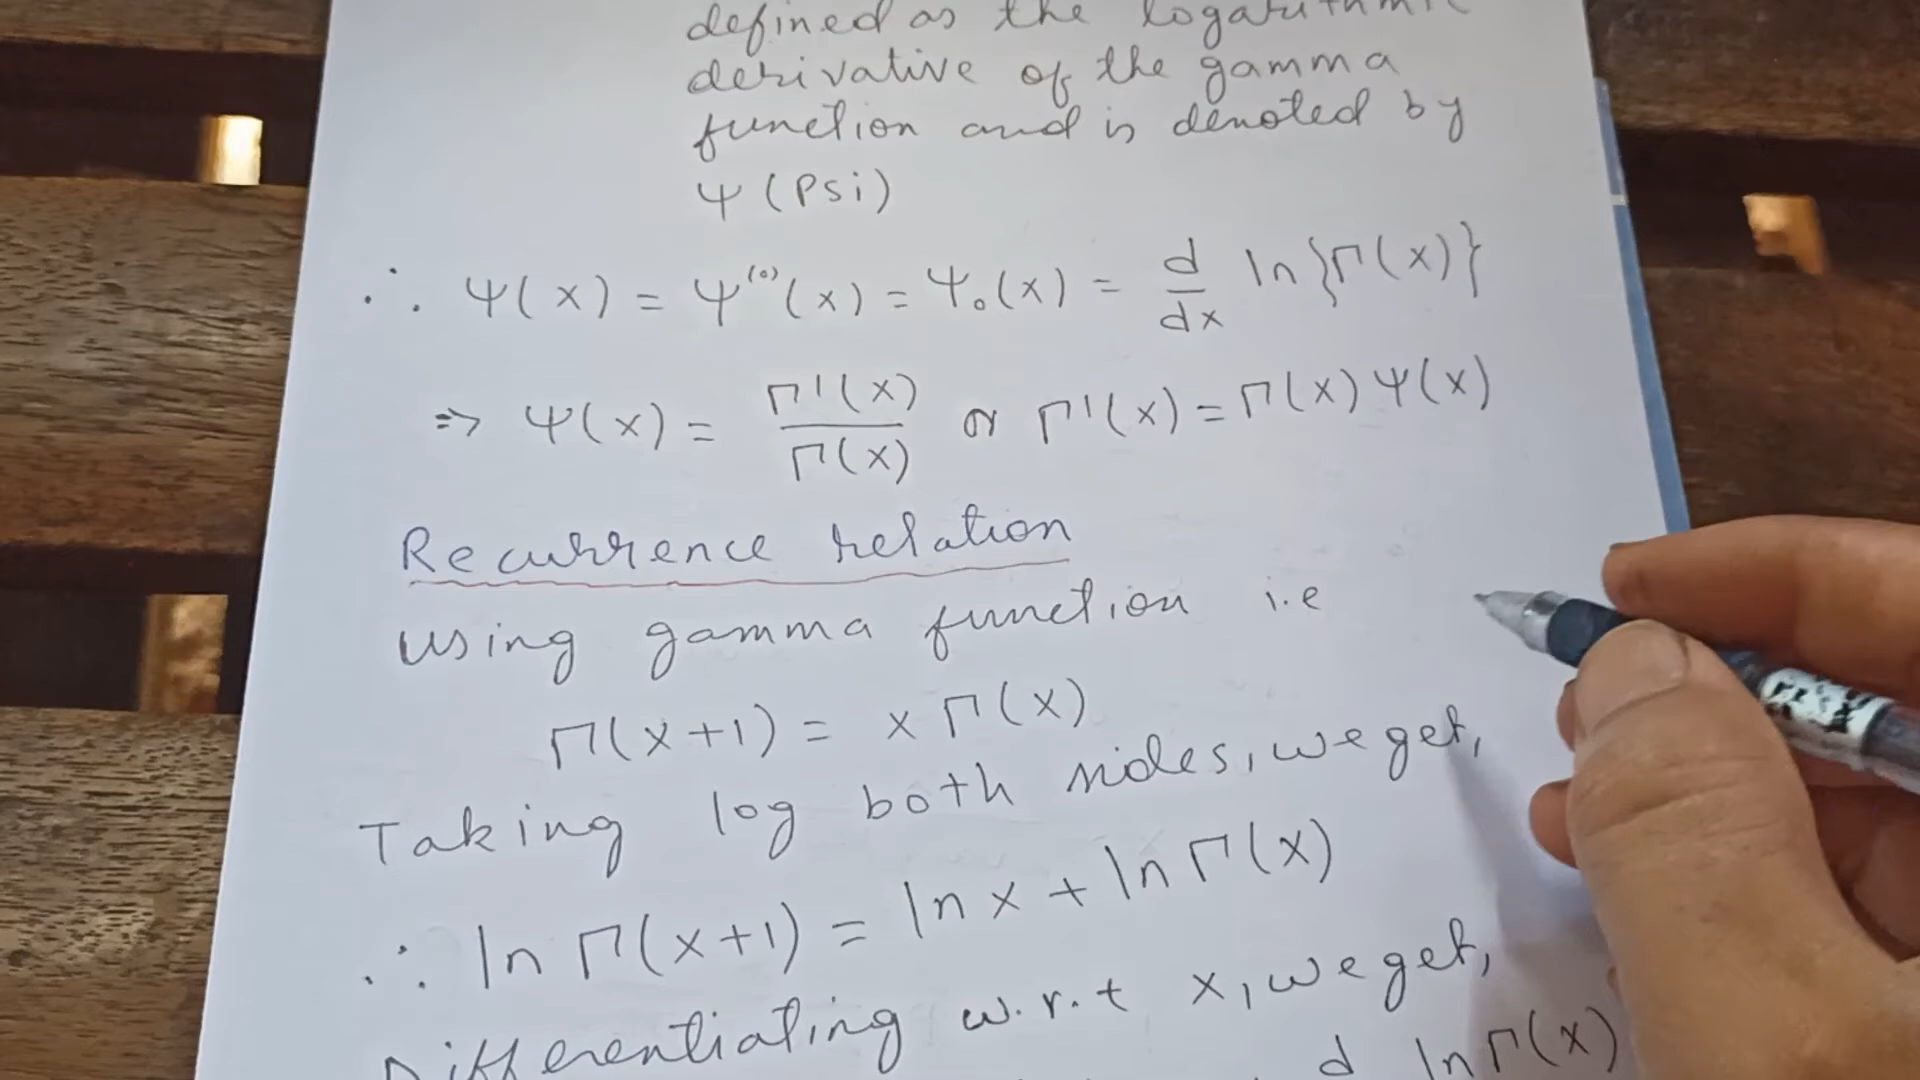 defined as the logarithmic
derivative of the gamma
function and is denoted by
Ψ (Psi)
∴ Ψ(x) = Ψ⁽⁰⁾(x) = Ψ₀(x) = d/dx ln{Γ(x)}
⇒ Ψ(x) = Γ'(x)/Γ(x) or Γ'(x) = Γ(x) Ψ(x)
Recurrence relation
using gamma function i.e
Γ(x+1) = x Γ(x)
Taking log both sides, we get,
∴ ln Γ(x+1) = ln x + ln Γ(x)
Differentiating w.r.t x, we get,
d ln Γ(x)